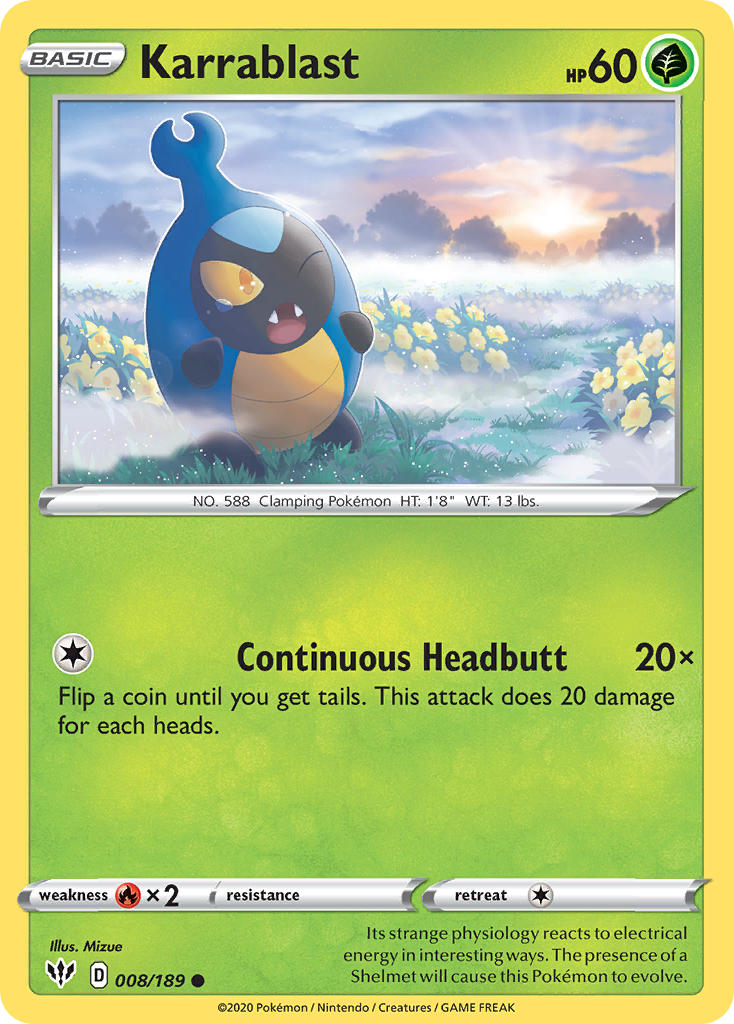 BASIC Karrablast HP60
NO. 588 Clamping Pokémon HT: 1'8" WT: 13 lbs.
Continuous Headbutt 20×
Flip a coin until you get tails. This attack does 20 damage
for each heads.
weakness ×2 resistance retreat
Illus. Mizue
D 008/189
Its strange physiology reacts to electrical
energy in interesting ways. The presence of a
Shelmet will cause this Pokémon to evolve.
©2020 Pokémon / Nintendo / Creatures / GAME FREAK